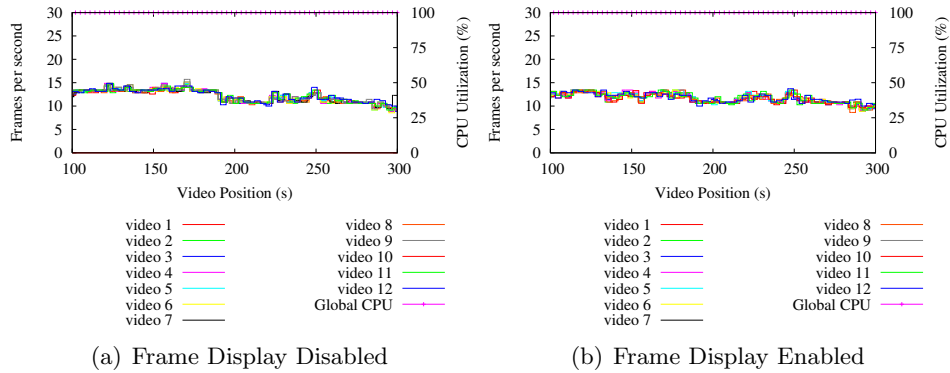 30
25
20
15
10
5
0
Frames per second
100
75
50
25
0
CPU Utilization (%)
100 150 200 250 300
Video Position (s)
video 1
video 2
video 3
video 4
video 5
video 6
video 7
video 8
video 9
video 10
video 11
video 12
Global CPU
(a) Frame Display Disabled
30
25
20
15
10
5
0
Frames per second
100
75
50
25
0
CPU Utilization (%)
100 150 200 250 300
Video Position (s)
video 1
video 2
video 3
video 4
video 5
video 6
video 7
video 8
video 9
video 10
video 11
video 12
Global CPU
(b) Frame Display Enabled